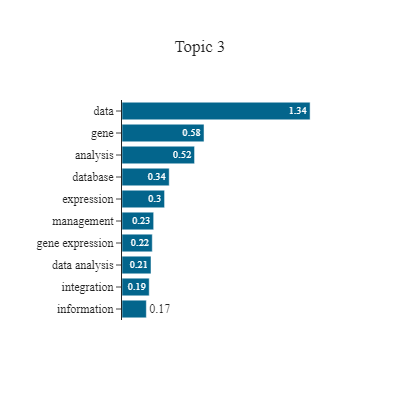 Topic 3
data 1.34
gene 0.58
analysis 0.52
database 0.34
expression 0.3
management 0.23
gene expression 0.22
data analysis 0.21
integration 0.19
information 0.17